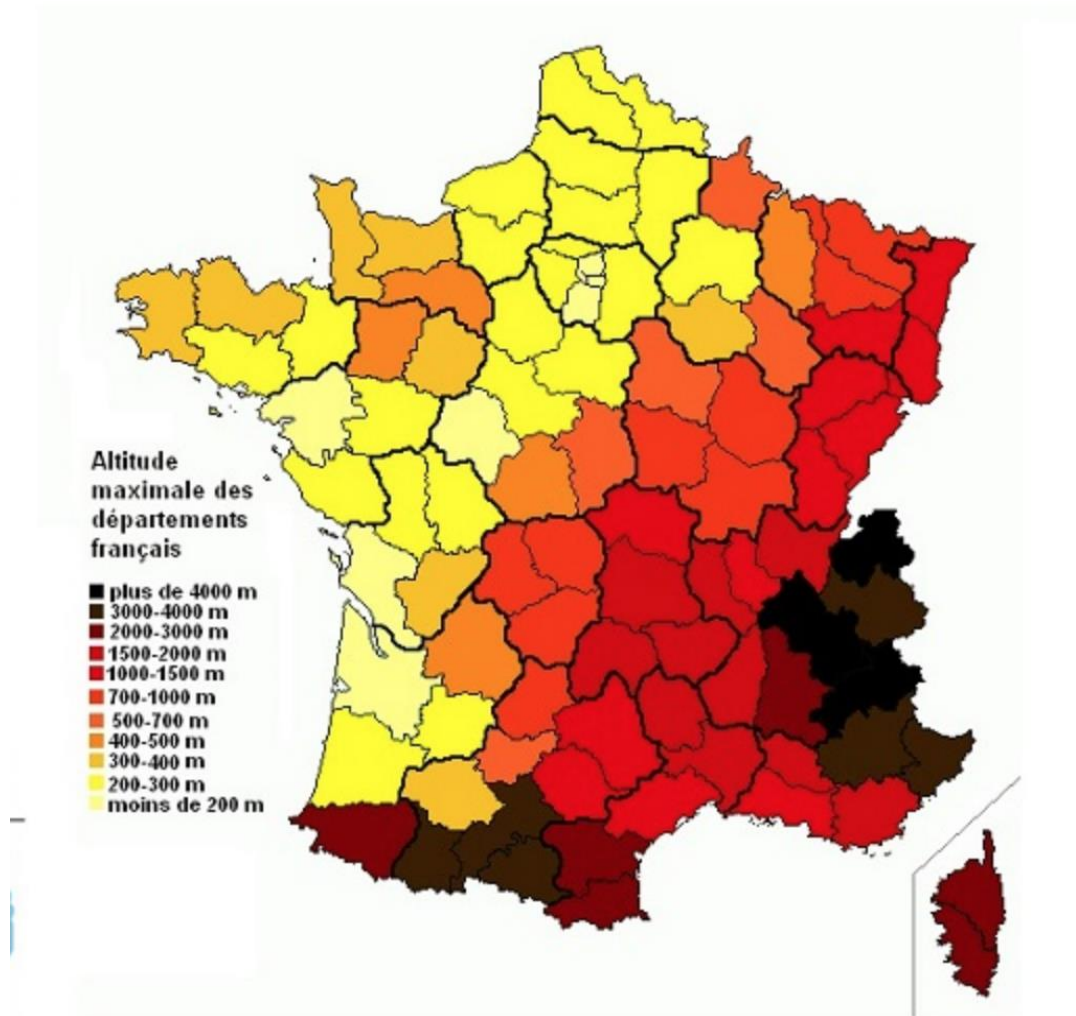 Altitude
maximale des
départements
français
plus de 4000 m
3000-4000 m
2000-3000 m
1500-2000 m
1000-1500 m
700-1000 m
500-700 m
400-500 m
300-400 m
200-300 m
moins de 200 m